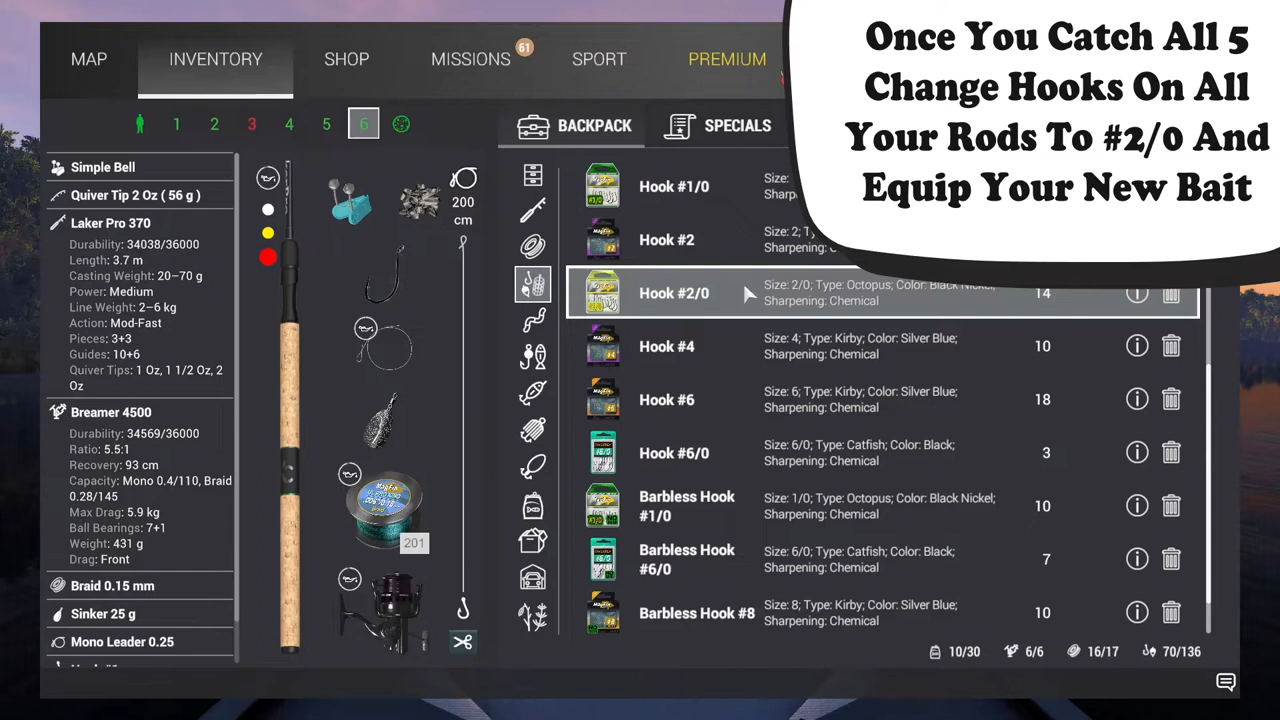 Once You Catch All 5
Change Hooks On All
Your Rods To #2/0 And
Equip Your New Bait
MAP
INVENTORY
SHOP
MISSIONS
61
SPORT
PREMIUM
1
2
3
4
5
6
BACKPACK
SPECIALS
Simple Bell
Quiver Tip 2 Oz ( 56 g )
Laker Pro 370
Durability: 34038/36000
Length: 3.7 m
Casting Weight: 20–70 g
Power: Medium
Line Weight: 2–6 kg
Action: Mod-Fast
Pieces: 3+3
Guides: 10+6
Quiver Tips: 1 Oz, 1 1/2 Oz, 2
Oz
Breamer 4500
Durability: 34569/36000
Ratio: 5.5:1
Recovery: 93 cm
Capacity: Mono 0.4/110, Braid
0.28/145
Max Drag: 5.9 kg
Ball Bearings: 7+1
Weight: 431 g
Drag: Front
Braid 0.15 mm
Sinker 25 g
Mono Leader 0.25
200
cm
201
Hook #1/0
Size:
Hook #2
Size: 2; Ty
Sharpening:
Hook #2/0
Size: 2/0; Type: Octopus; Color: Black Nickel;
Sharpening: Chemical
14
Hook #4
Size: 4; Type: Kirby; Color: Silver Blue;
Sharpening: Chemical
10
Hook #6
Size: 6; Type: Kirby; Color: Silver Blue;
Sharpening: Chemical
18
Hook #6/0
Size: 6/0; Type: Catfish; Color: Black;
Sharpening: Chemical
3
Barbless Hook
#1/0
Size: 1/0; Type: Octopus; Color: Black Nickel;
Sharpening: Chemical
10
Barbless Hook
#6/0
Size: 6/0; Type: Catfish; Color: Black;
Sharpening: Chemical
7
Barbless Hook #8
Size: 8; Type: Kirby; Color: Silver Blue;
Sharpening: Chemical
10
10/30
6/6
16/17
70/136